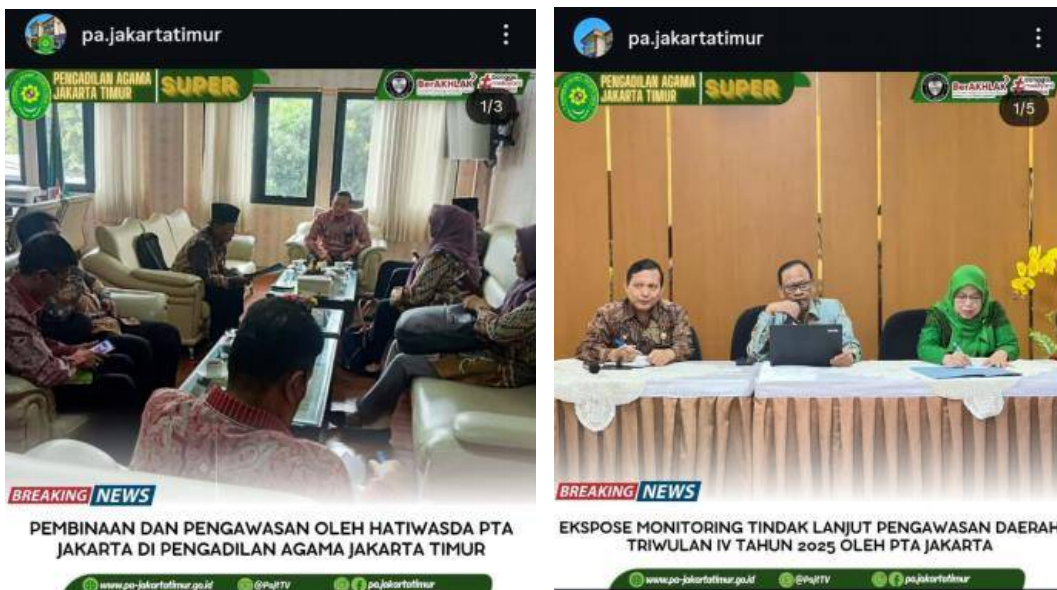 pa.jakartatimur
PENGADILAN AGAMA
JAKARTA TIMUR
SUPER
BerAKHLAK
1/3
BREAKING NEWS
PEMBINAAN DAN PENGAWASAN OLEH HATIWASDA PTA
JAKARTA DI PENGADILAN AGAMA JAKARTA TIMUR
www.pa-jakartatimur.go.id
@PajtTV
pa.jakartatimur
pa.jakartatimur
PENGADILAN AGAMA
JAKARTA TIMUR
SUPER
BerAKHLAK
1/5
BREAKING NEWS
EKSPOSE MONITORING TINDAK LANJUT PENGAWASAN DAERAH
TRIWULAN IV TAHUN 2025 OLEH PTA JAKARTA
www.pa-jakartatimur.go.id
@PajtTV
pa.jakartatimur